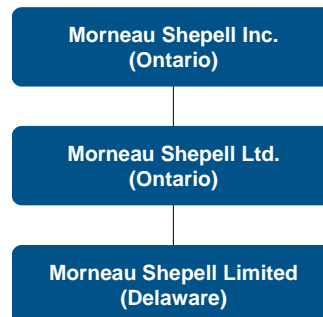 Morneau Shepell Inc.
(Ontario)
Morneau Shepell Ltd.
(Ontario)
Morneau Shepell Limited
(Delaware)